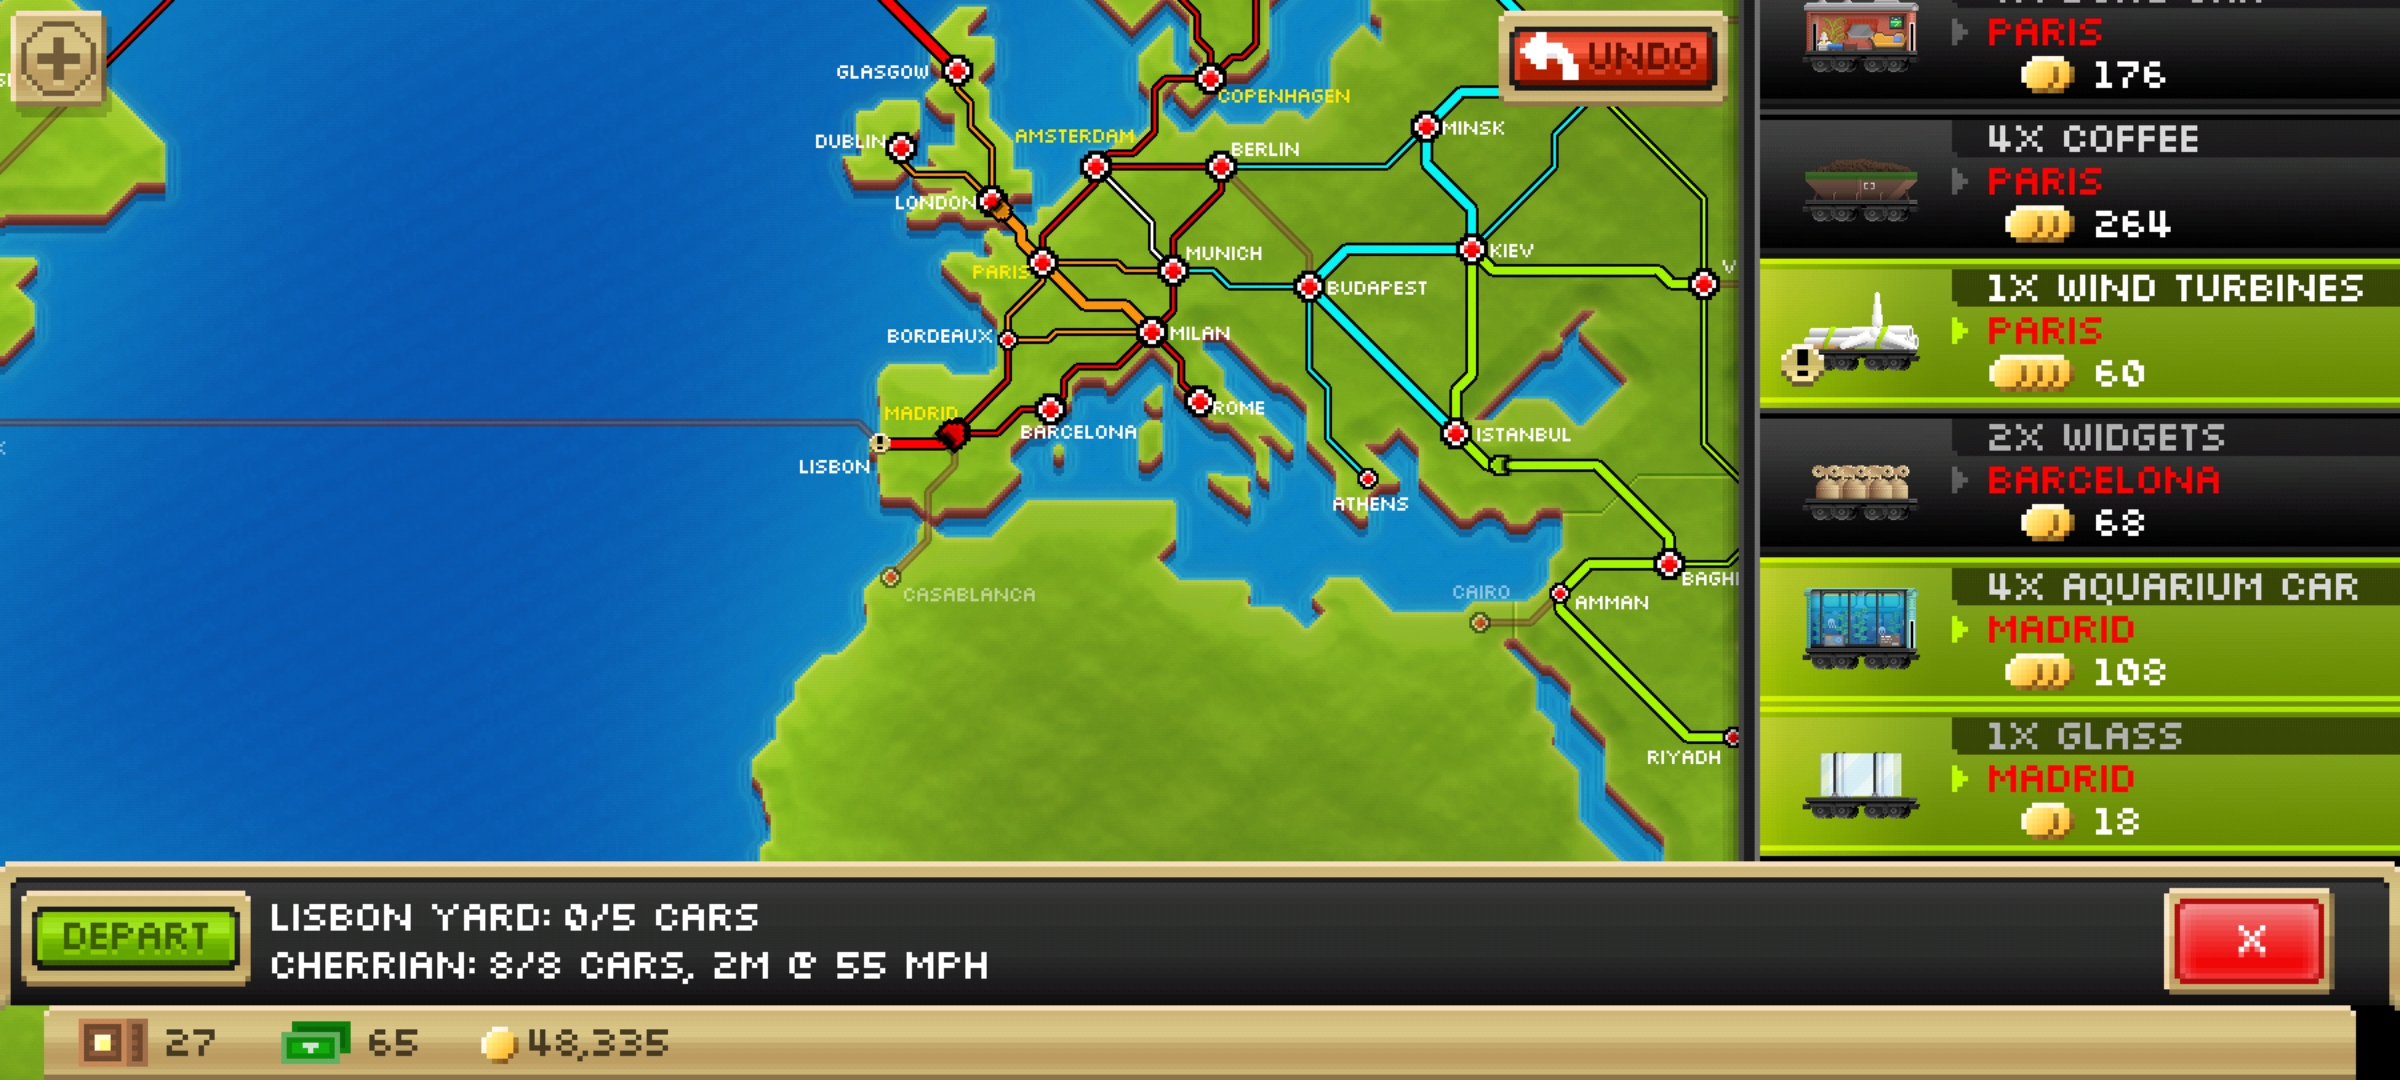 UNDO
GLASGOW
COPENHAGEN
DUBLIN
AMSTERDAM
BERLIN
MINSK
LONDON
PARIS
MUNICH
KIEV
BUDAPEST
BORDEAUX
MILAN
MADRID
BARCELONA
ROME
ISTANBUL
LISBON
ATHENS
CASABLANCA
CAIRO
AMMAN
BAGH
RIYADH
PARIS
176
4X COFFEE
PARIS
264
1X WIND TURBINES
PARIS
60
2X WIDGETS
BARCELONA
68
4X AQUARIUM CAR
MADRID
108
1X GLASS
MADRID
18
DEPART
LISBON YARD: 0/5 CARS
CHERRIAN: 8/8 CARS, 2M @ 55 MPH
X
27
65
48,335